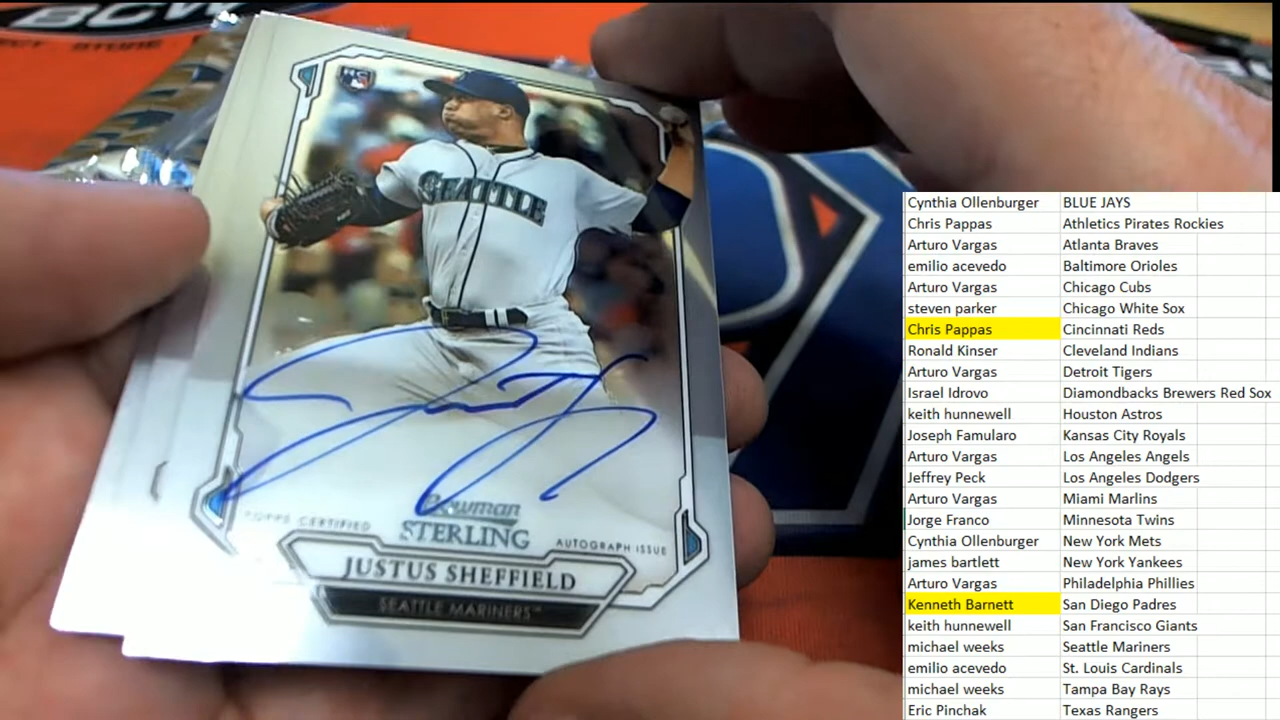 BCW
RC
SEATTLE
TOPPS CERTIFIED
Bowman
STERLING
AUTOGRAPH ISSUE
JUSTUS SHEFFIELD
SEATTLE MARINERS™
Cynthia Ollenburger BLUE JAYS
Chris Pappas Athletics Pirates Rockies
Arturo Vargas Atlanta Braves
emilio acevedo Baltimore Orioles
Arturo Vargas Chicago Cubs
steven parker Chicago White Sox
Chris Pappas Cincinnati Reds
Ronald Kinser Cleveland Indians
Arturo Vargas Detroit Tigers
Israel Idrovo Diamondbacks Brewers Red Sox
keith hunnewell Houston Astros
Joseph Famularo Kansas City Royals
Arturo Vargas Los Angeles Angels
Jeffrey Peck Los Angeles Dodgers
Arturo Vargas Miami Marlins
Jorge Franco Minnesota Twins
Cynthia Ollenburger New York Mets
james bartlett New York Yankees
Arturo Vargas Philadelphia Phillies
Kenneth Barnett San Diego Padres
keith hunnewell San Francisco Giants
michael weeks Seattle Mariners
emilio acevedo St. Louis Cardinals
michael weeks Tampa Bay Rays
Eric Pinchak Texas Rangers